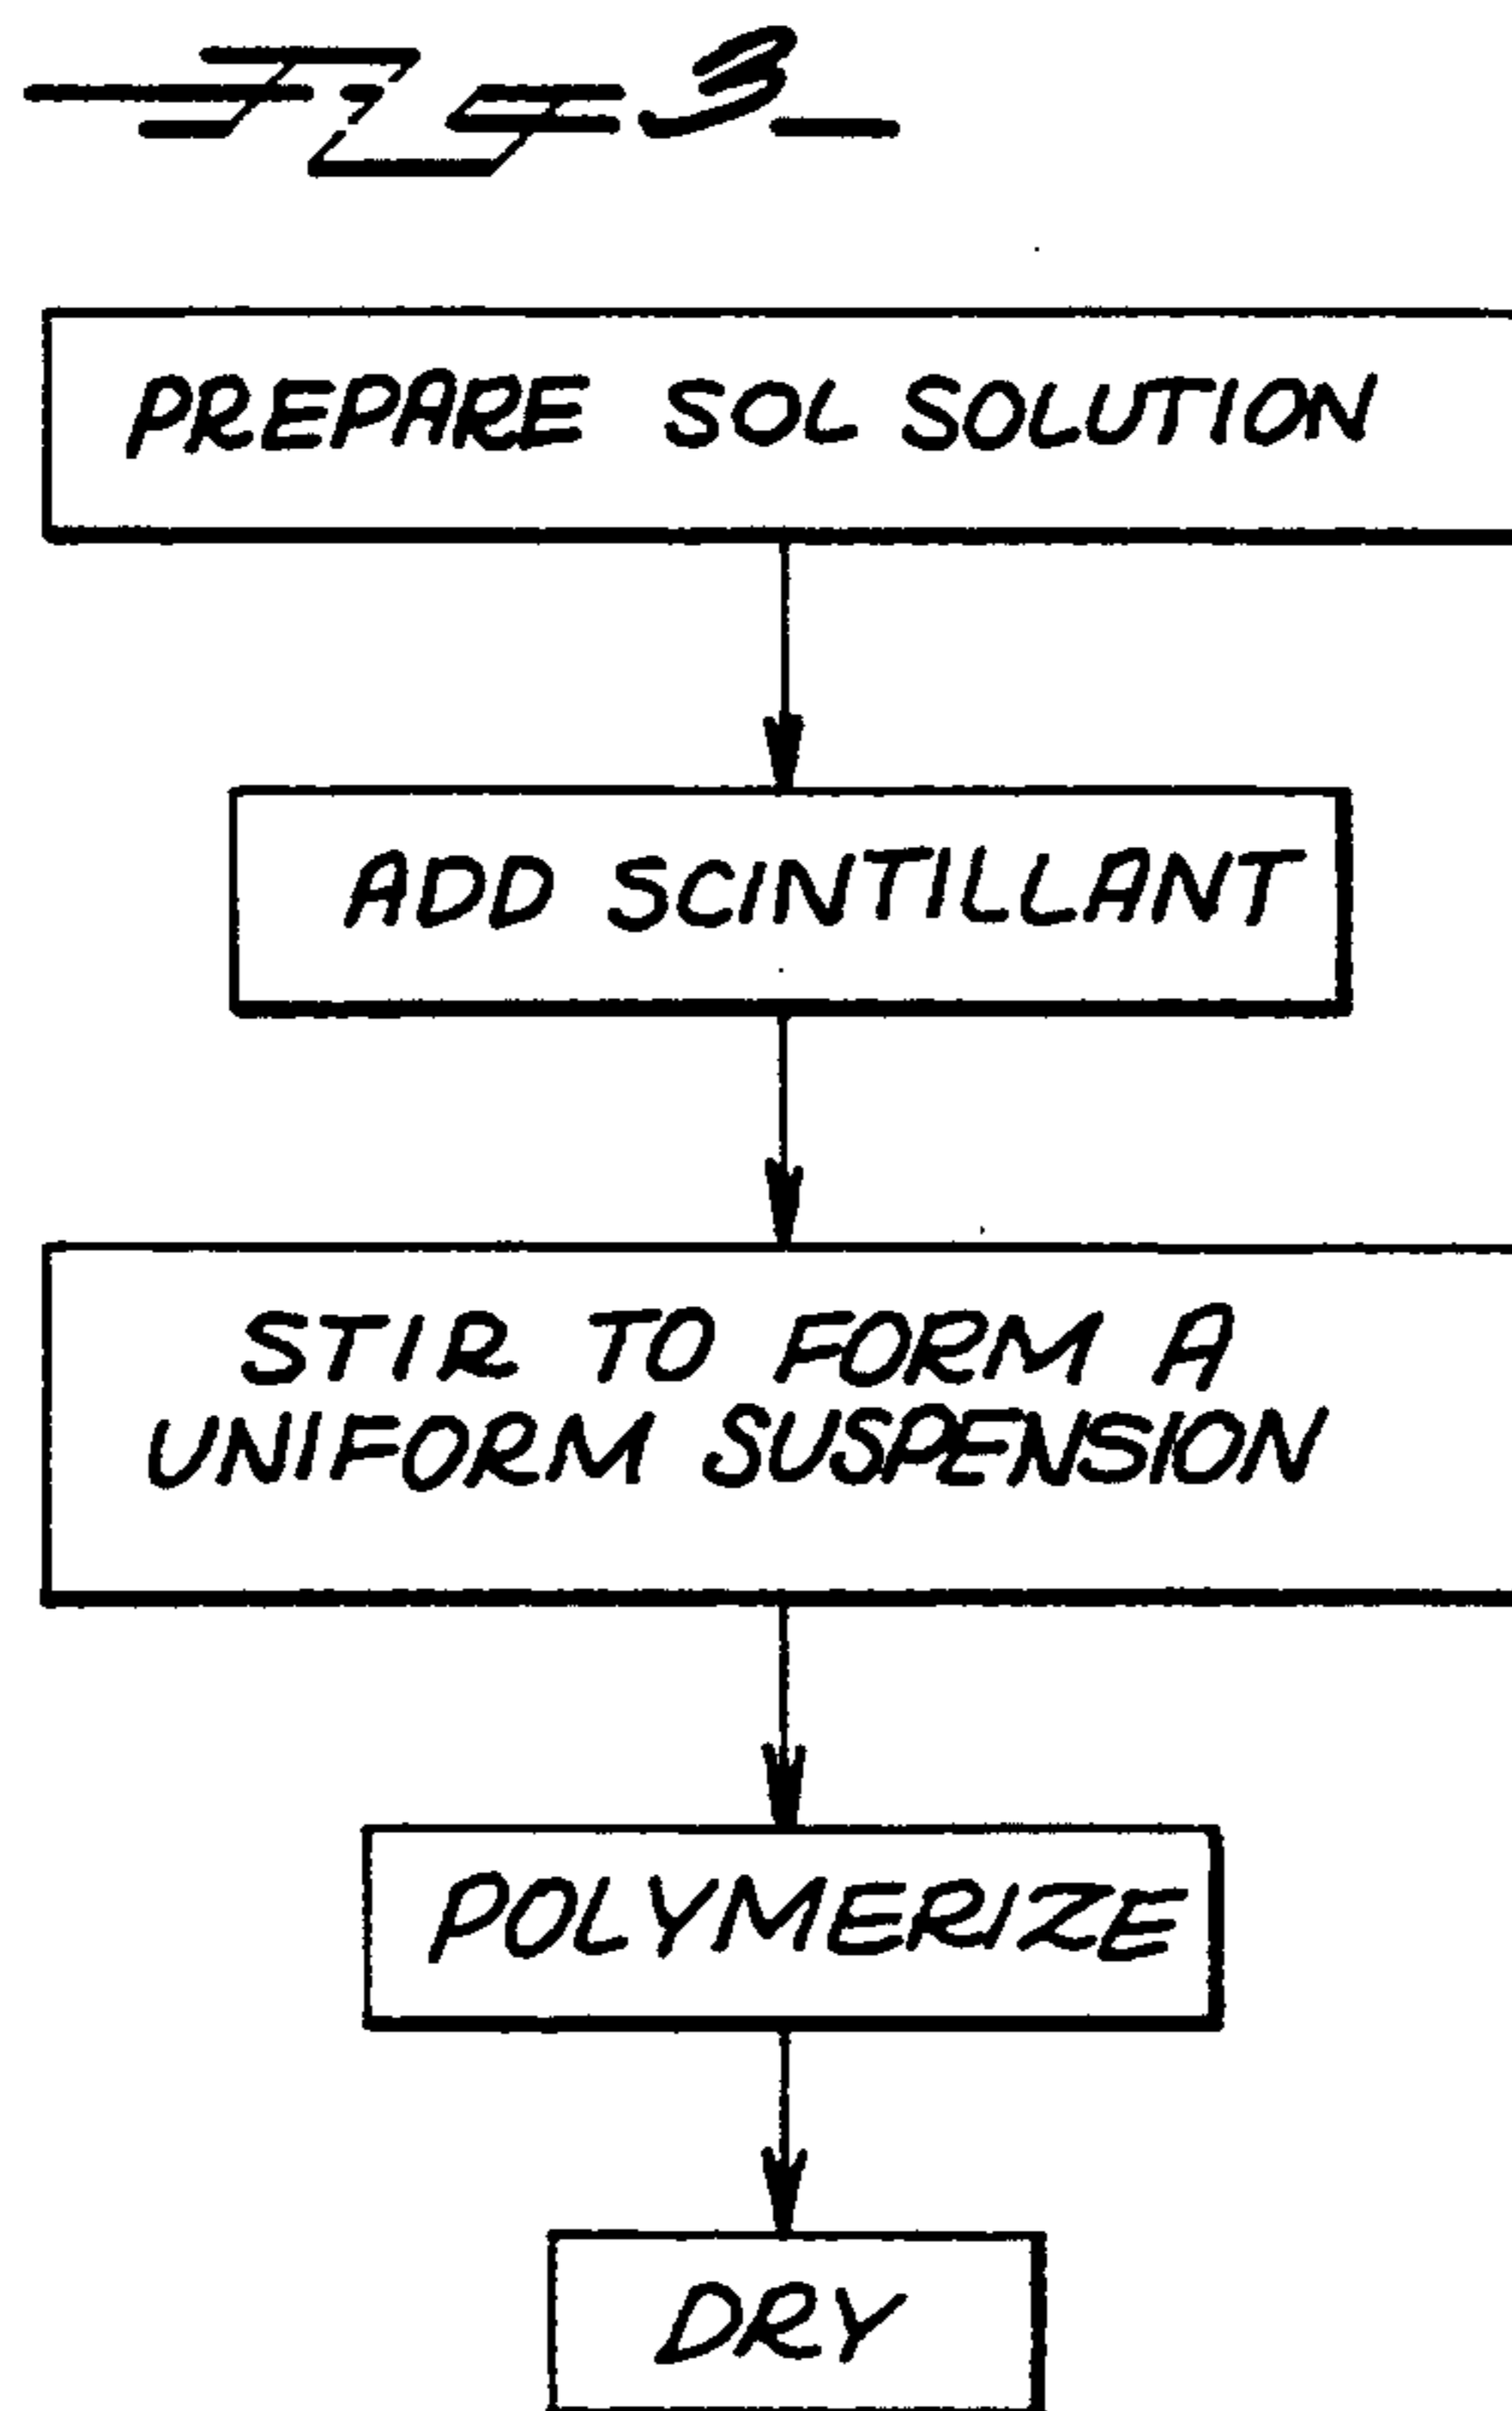 Fig 3
PREPARE SOL SOLUTION
ADD SCINTILLANT
STIR TO FORM A
UNIFORM SUSPENSION
POLYMERIZE
DRY